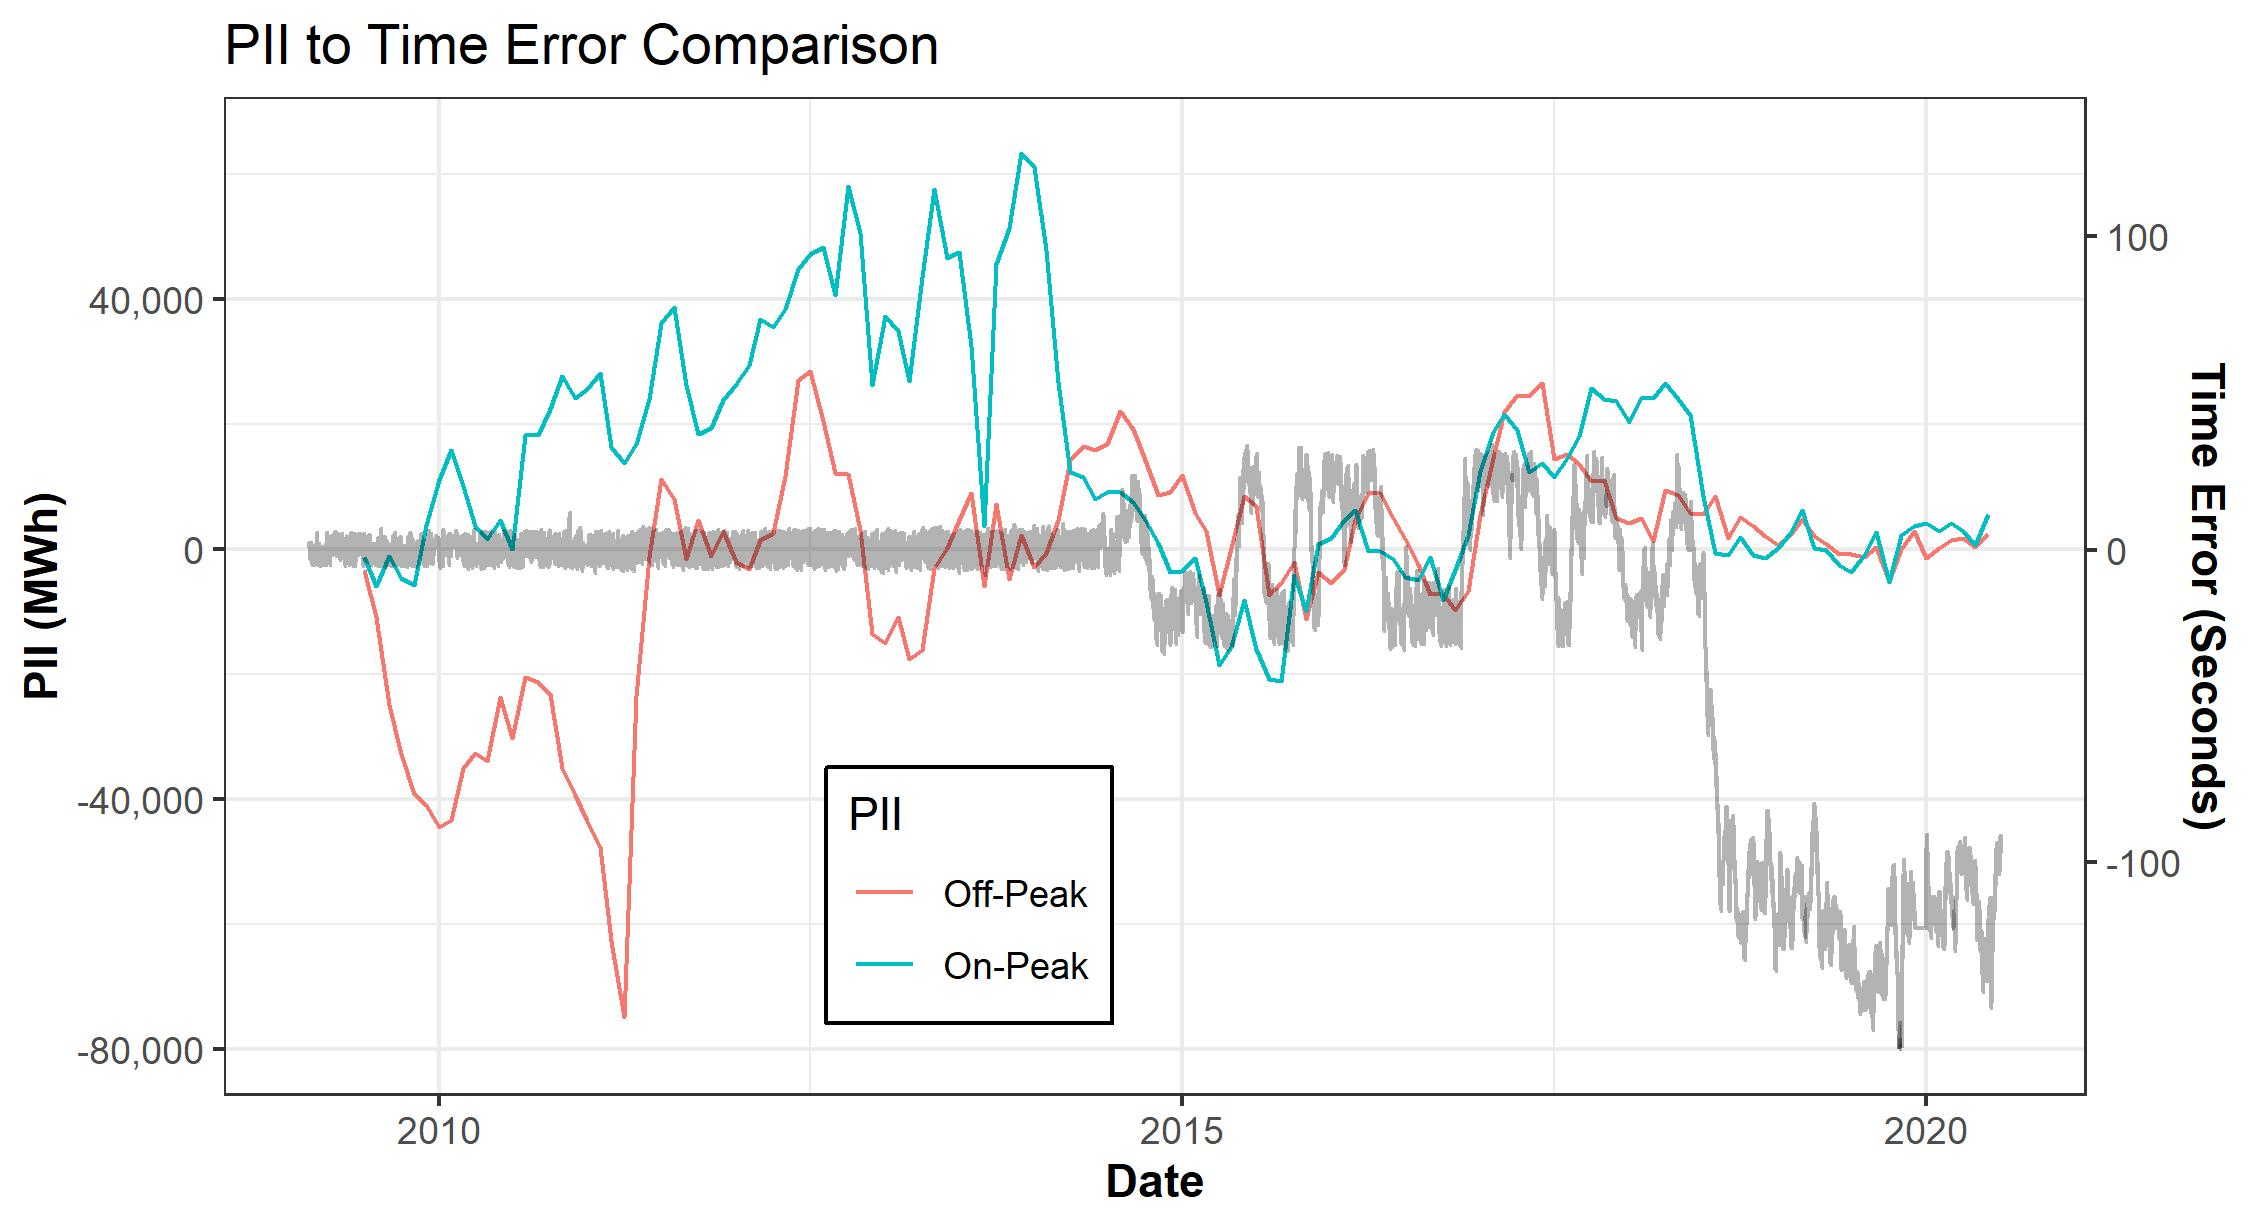 PII to Time Error Comparison
PII (MWh)
40,000
0
-40,000
-80,000
100
0
-100
Time Error (Seconds)
PII
Off-Peak
On-Peak
2010
2015
2020
Date